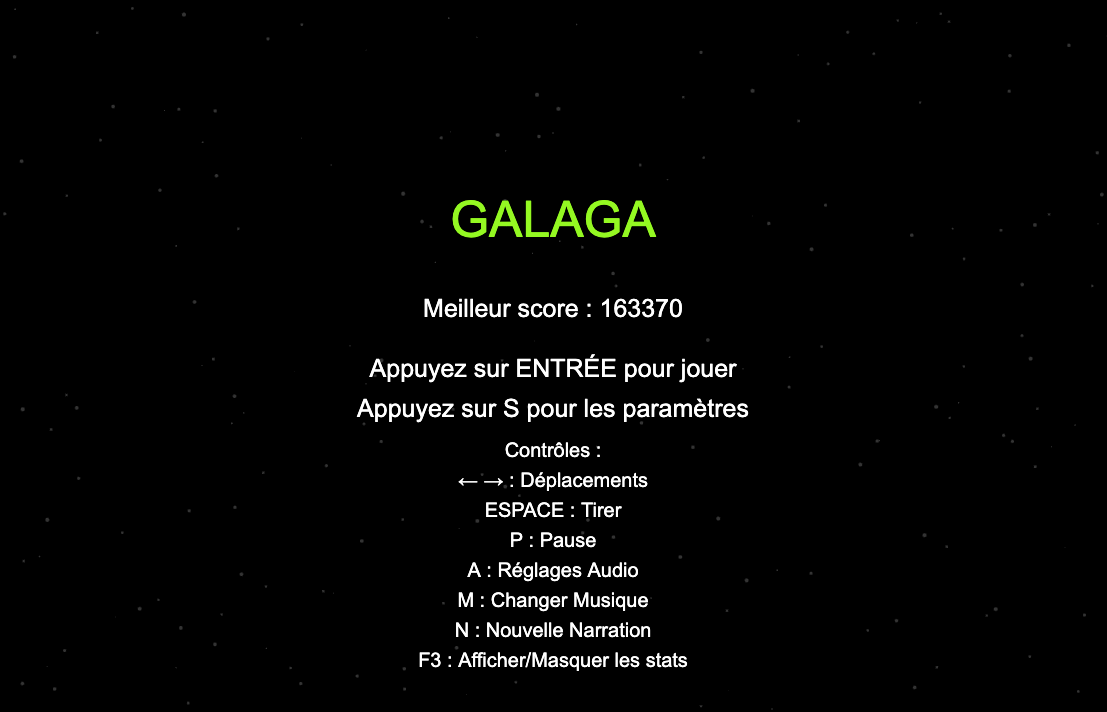 GALAGA
Meilleur score : 163370
Appuyez sur ENTRÉE pour jouer
Appuyez sur S pour les paramètres
Contrôles :
←→ : Déplacements
ESPACE : Tirer
P : Pause
A : Réglages Audio
M : Changer Musique
N : Nouvelle Narration
F3 : Afficher/Masquer les stats